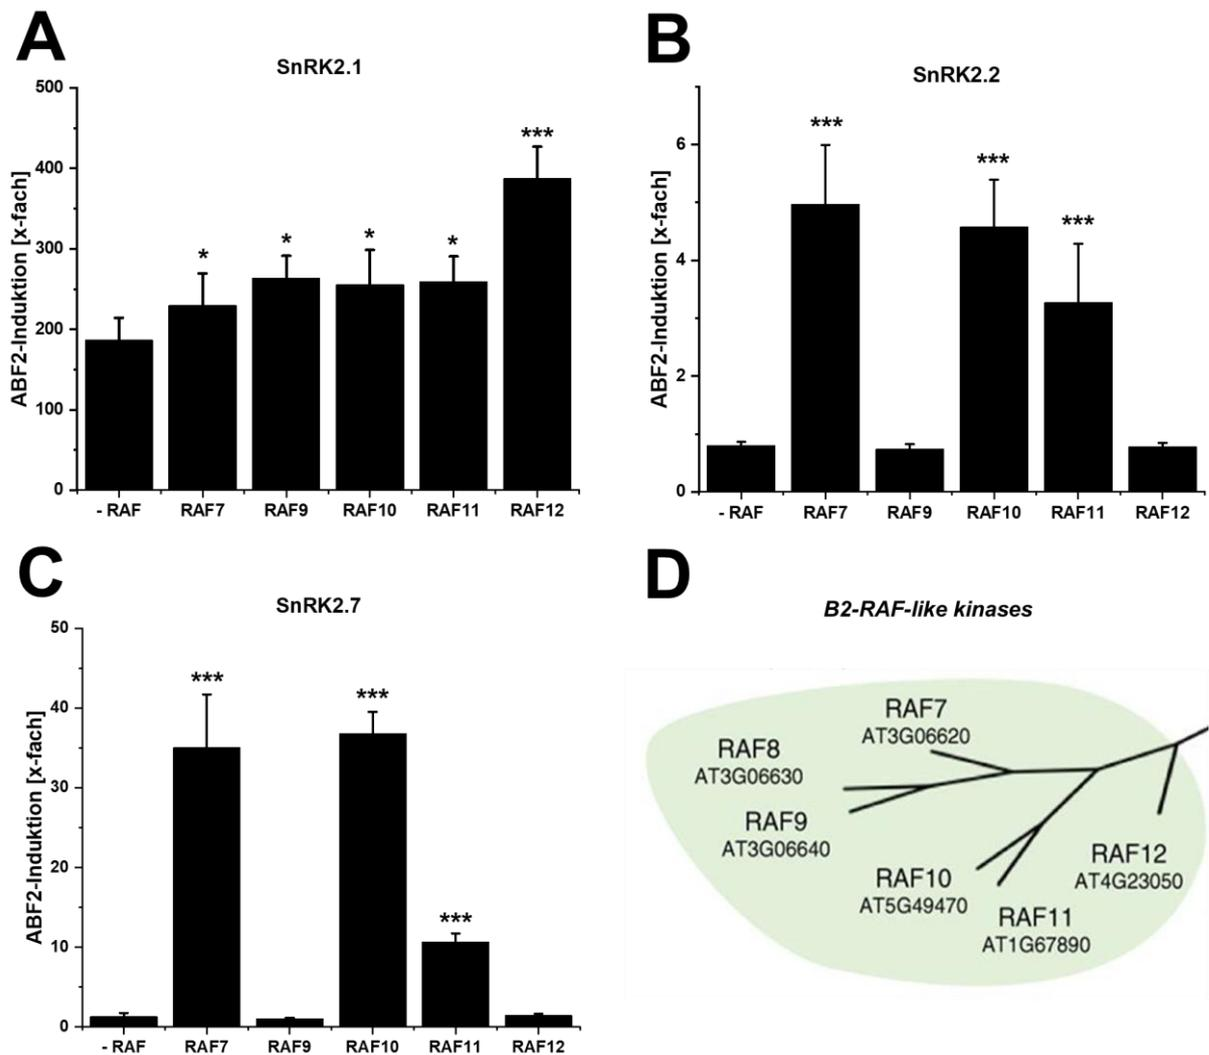 A
SnRK2.1
ABF2-Induktion [x-fach]
500
400
300
200
100
0
*
*
*
*
***
- RAF RAF7 RAF9 RAF10 RAF11 RAF12
B
SnRK2.2
ABF2-Induktion [x-fach]
6
4
2
0
***
***
***
- RAF RAF7 RAF9 RAF10 RAF11 RAF12
C
SnRK2.7
ABF2-Induktion [x-fach]
50
40
30
20
10
0
***
***
***
- RAF RAF7 RAF9 RAF10 RAF11 RAF12
D
B2-RAF-like kinases
RAF7
AT3G06620
RAF8
AT3G06630
RAF9
AT3G06640
RAF10
AT5G49470
RAF11
AT1G67890
RAF12
AT4G23050